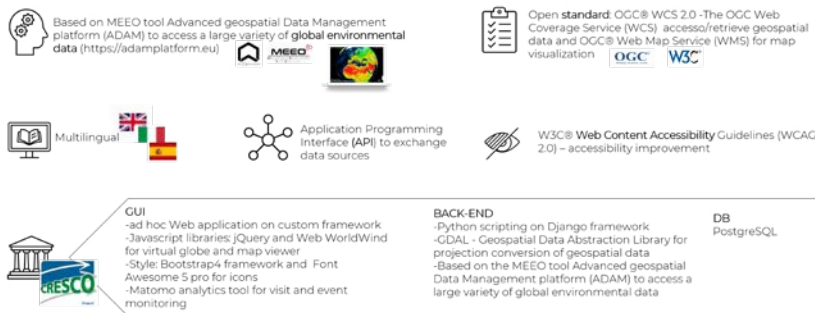 Based on MEEO tool Advanced geospatial Data Management
platform (ADAM) to access a large variety of global environmental
data (https://adamplatform.eu)
MEEO
Open standard: OGC® WCS 2.0 -The OGC Web
Coverage Service (WCS) accesso/retrieve geospatial
data and OGC® Web Map Service (WMS) for map
visualization
OGC
W3C
Multilingual
Application Programming
Interface (API) to exchange
data sources
W3C® Web Content Accessibility Guidelines (WCAG
2.0) – accessibility improvement
GUI
-ad hoc Web application on custom framework
-Javascript libraries: jQuery and Web WorldWind
for virtual globe and map viewer
-Style: Bootstrap4 framework and Font
Awesome 5 pro for icons
-Matomo analytics tool for visit and event
monitoring
BACK-END
-Python scripting on Django framework
-GDAL - Geospatial Data Abstraction Library for
projection conversion of geospatial data
-Based on the MEEO tool Advanced geospatial
Data Management platform (ADAM) to access a
large variety of global environmental data
DB
PostgreSQL
CRESCO